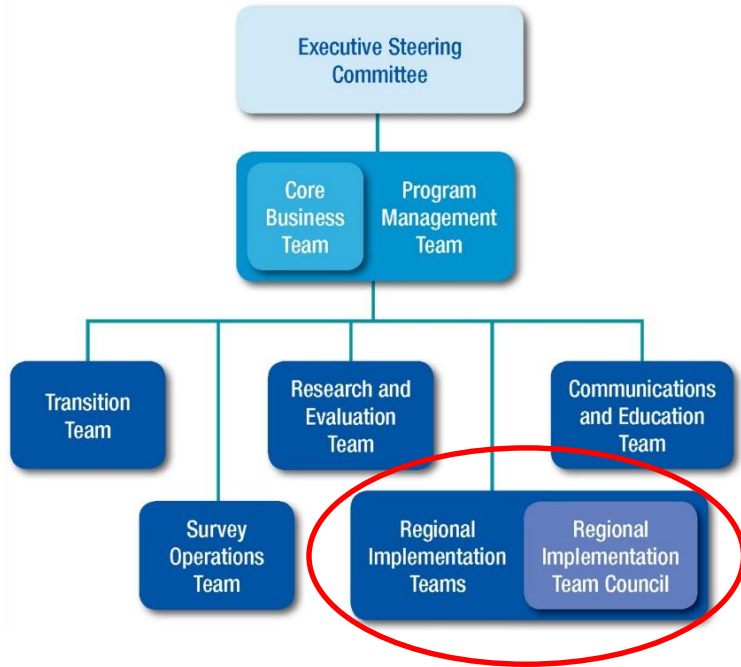 Executive Steering
Committee
Core
Business
Team
Program
Management
Team
Transition
Team
Research and
Evaluation
Team
Communications
and Education
Team
Survey
Operations
Team
Regional
Implementation
Teams
Regional
Implementation
Team Council